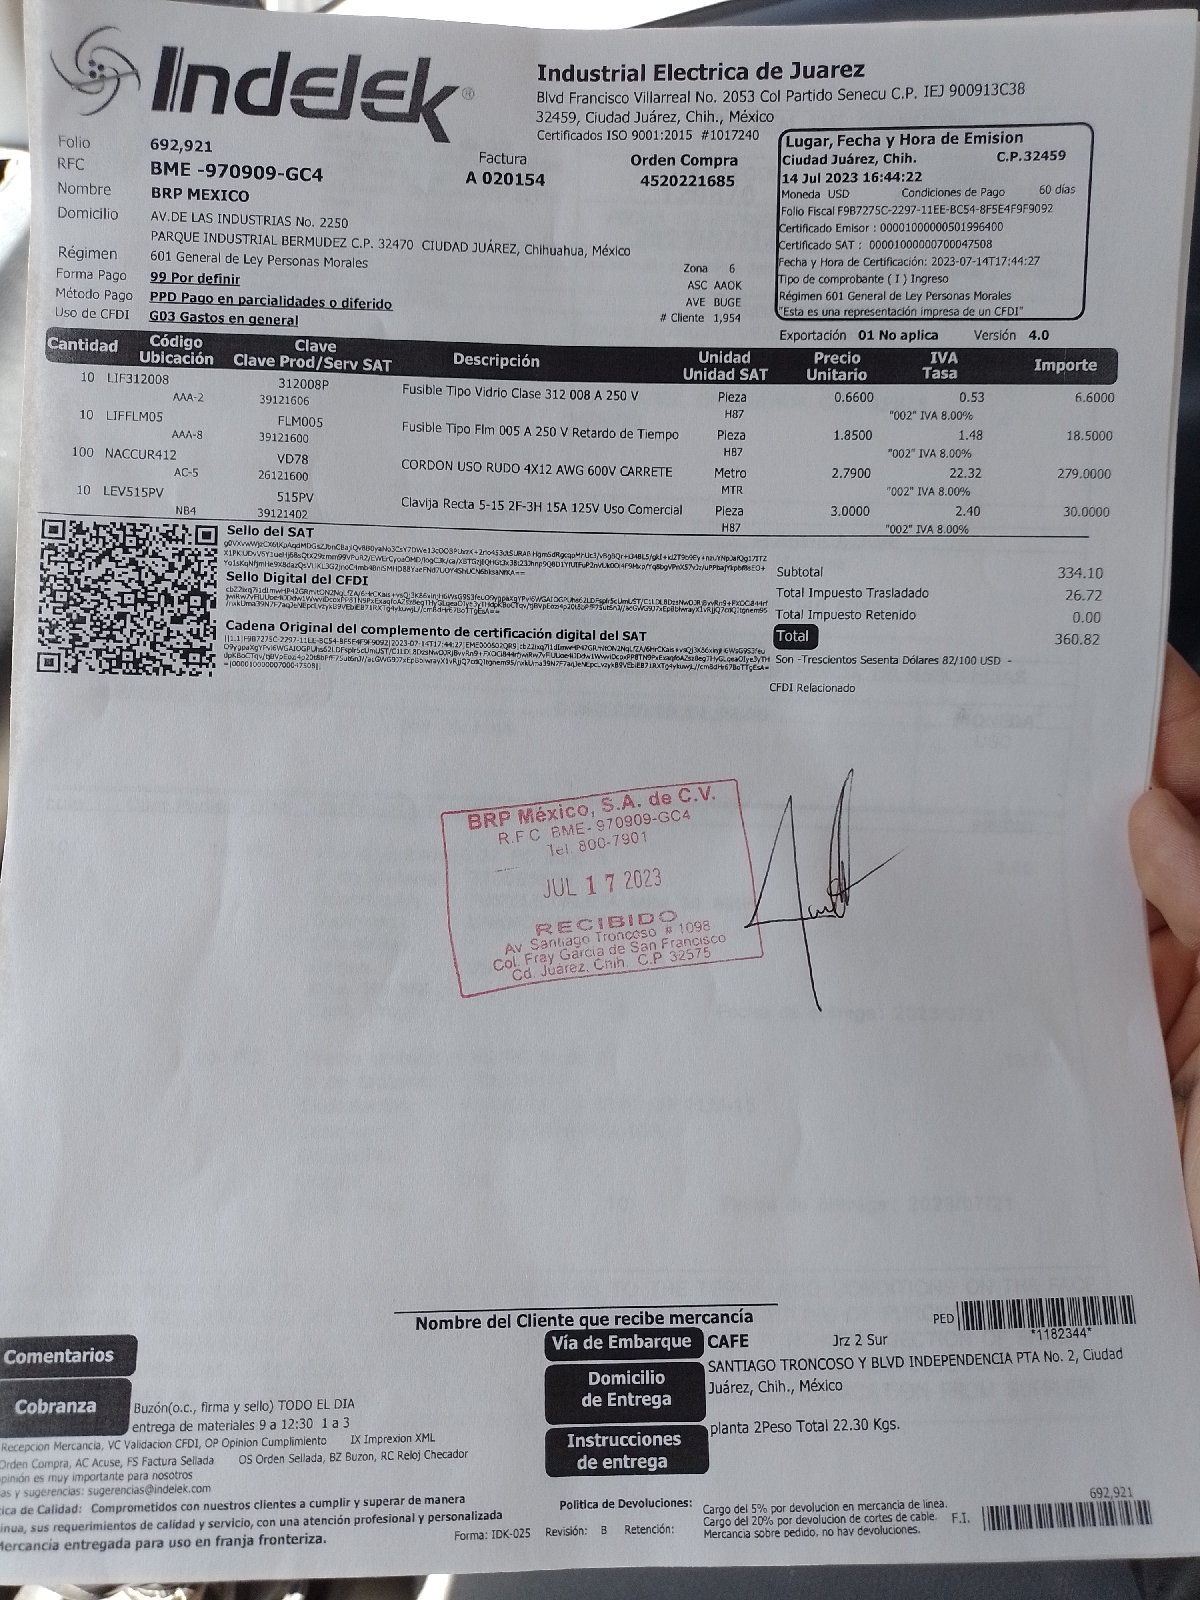 Indelek®
Industrial Electrica de Juarez
Blvd Francisco Villarreal No. 2053 Col Partido Senecu C.P. IEJ 900913C38
32459, Ciudad Juárez, Chih., México
Certificados ISO 9001:2015 #1017240
Folio 692,921
RFC BME -970909-GC4
Factura
A 020154
Orden Compra
4520221685
Nombre BRP MEXICO
Domicilio AV.DE LAS INDUSTRIAS No. 2250
PARQUE INDUSTRIAL BERMUDEZ C.P. 32470 CIUDAD JUÁREZ, Chihuahua, México
Régimen 601 General de Ley Personas Morales
Forma Pago 99 Por definir
Método Pago PPD Pago en parcialidades o diferido
Uso de CFDI G03 Gastos en general
Zona 6
ASC AAOK
AVE BUGE
# Cliente 1,954
Lugar, Fecha y Hora de Emision
Ciudad Juárez, Chih. C.P.32459
14 Jul 2023 16:44:22
Moneda USD Condiciones de Pago 60 días
Folio Fiscal F9B7275C-2297-11EE-BC54-8F5E4F9F9092
Certificado Emisor : 00001000000501996400
Certificado SAT : 00001000000700047508
Fecha y Hora de Certificación: 2023-07-14T17:44:27
Tipo de comprobante ( I ) Ingreso
Régimen 601 General de Ley Personas Morales
"Esta es una representación impresa de un CFDI"
Exportación 01 No aplica Versión 4.0
Cantidad Código Ubicación Clave Clave Prod/Serv SAT Descripción Unidad Unidad SAT Precio Unitario IVA Tasa Importe
10 LIF312008 312008P Fusible Tipo Vidrio Clase 312 008 A 250 V Pieza 0.6600 0.53 6.6000
AAA-2 39121606 H87 "002" IVA 8.00%
10 LIFFLM05 FLM005 Fusible Tipo Flm 005 A 250 V Retardo de Tiempo Pieza 1.8500 1.48 18.5000
AAA-8 39121600 H87 "002" IVA 8.00%
100 NACCUR412 VD78 CORDON USO RUDO 4X12 AWG 600V CARRETE Metro 2.7900 22.32 279.0000
AC-5 26121600 MTR "002" IVA 8.00%
10 LEV515PV 515PV Clavija Recta 5-15 2F-3H 15A 125V Uso Comercial Pieza 3.0000 2.40 30.0000
NB4 39121402 H87 "002" IVA 8.00%
Sello del SAT
Sello Digital del CFDI
Cadena Original del complemento de certificación digital del SAT
Subtotal 334.10
Total Impuesto Trasladado 26.72
Total Impuesto Retenido 0.00
Total 360.82
Son -Trescientos Sesenta Dólares 82/100 USD -
CFDI Relacionado
BRP México, S.A. de C.V.
R.F.C BME-970909-GC4
Tel. 800-7901
JUL 17 2023
RECIBIDO
Av Santiago Troncoso # 1098
Col. Fray Garcia de San Francisco
Cd. Juarez, Chih. C.P. 32575
Nombre del Cliente que recibe mercancía
PED
*1182344*
Vía de Embarque CAFE Jrz 2 Sur
Domicilio de Entrega
SANTIAGO TRONCOSO Y BLVD INDEPENDENCIA PTA No. 2, Ciudad
Juárez, Chih., México
Instrucciones de entrega
planta 2Peso Total 22.30 Kgs.
Comentarios
Cobranza
Buzón(o.c., firma y sello) TODO EL DIA
entrega de materiales 9 a 12:30 1 a 3
Recepcion Mercancia, VC Validacion CFDI, OP Opinion Cumplimiento IX Imprexion XML
Orden Compra, AC Acuse, FS Factura Sellada OS Orden Sellada, BZ Buzon, RC Reloj Checador
es muy importante para nosotros
y sugerencias: sugerencias@indelek.com
de Calidad: Comprometidos con nuestros clientes a cumplir y superar de manera
sus requerimientos de calidad y servicio, con una atención profesional y personalizada
Mercancia entregada para uso en franja fronteriza.
Forma: IDK-025 Revisión: B Retención:
Politica de Devoluciones:
Cargo del 5% por devolucion en mercancia de linea.
Cargo del 20% por devolucion de cortes de cable.
Mercancia sobre pedido, no hay devoluciones.
692,921
F.I.